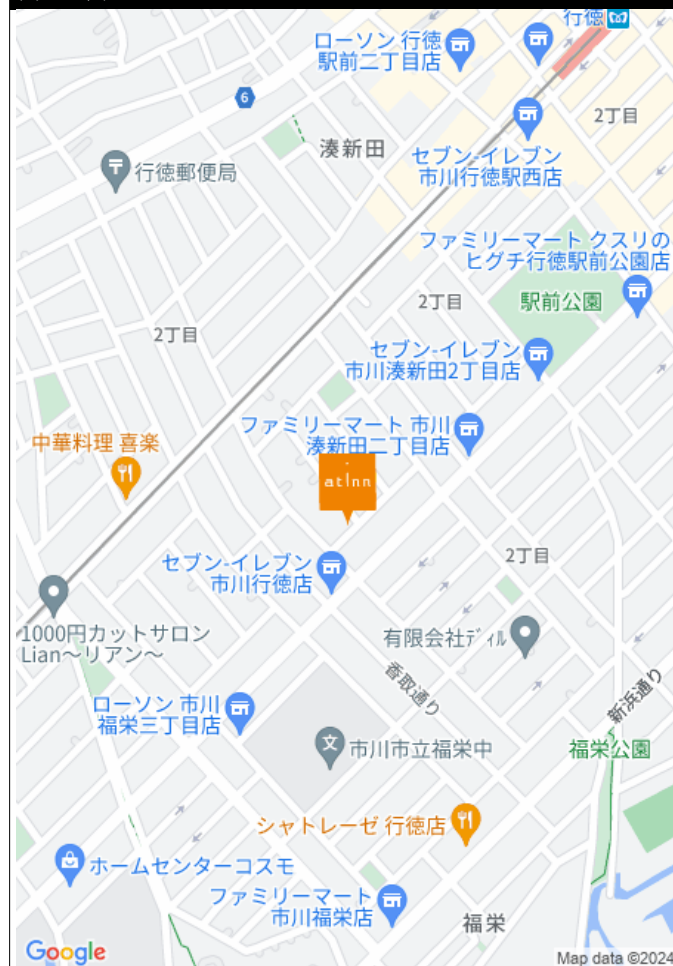 行徳
ローソン 行徳
駅前二丁目店
6
2丁目
湊新田
セブン-イレブン
市川行徳駅西店
行徳郵便局
ファミリーマート クスリの
ヒグチ行徳駅前公園店
2丁目
駅前公園
2丁目
セブン-イレブン
市川湊新田2丁目店
ファミリーマート 市川
湊新田二丁目店
中華料理 喜楽
atInn
セブン-イレブン
市川行徳店
2丁目
1000円カットサロン
Lian〜リアン〜
有限会社ディル
香取通り
新浜通り
ローソン 市川
福栄三丁目店
文 市川市立福栄中
福栄公園
シャトレーゼ 行徳店
ホームセンターコスモ
ファミリーマート
市川福栄店
福栄
Google
Map data ©2024